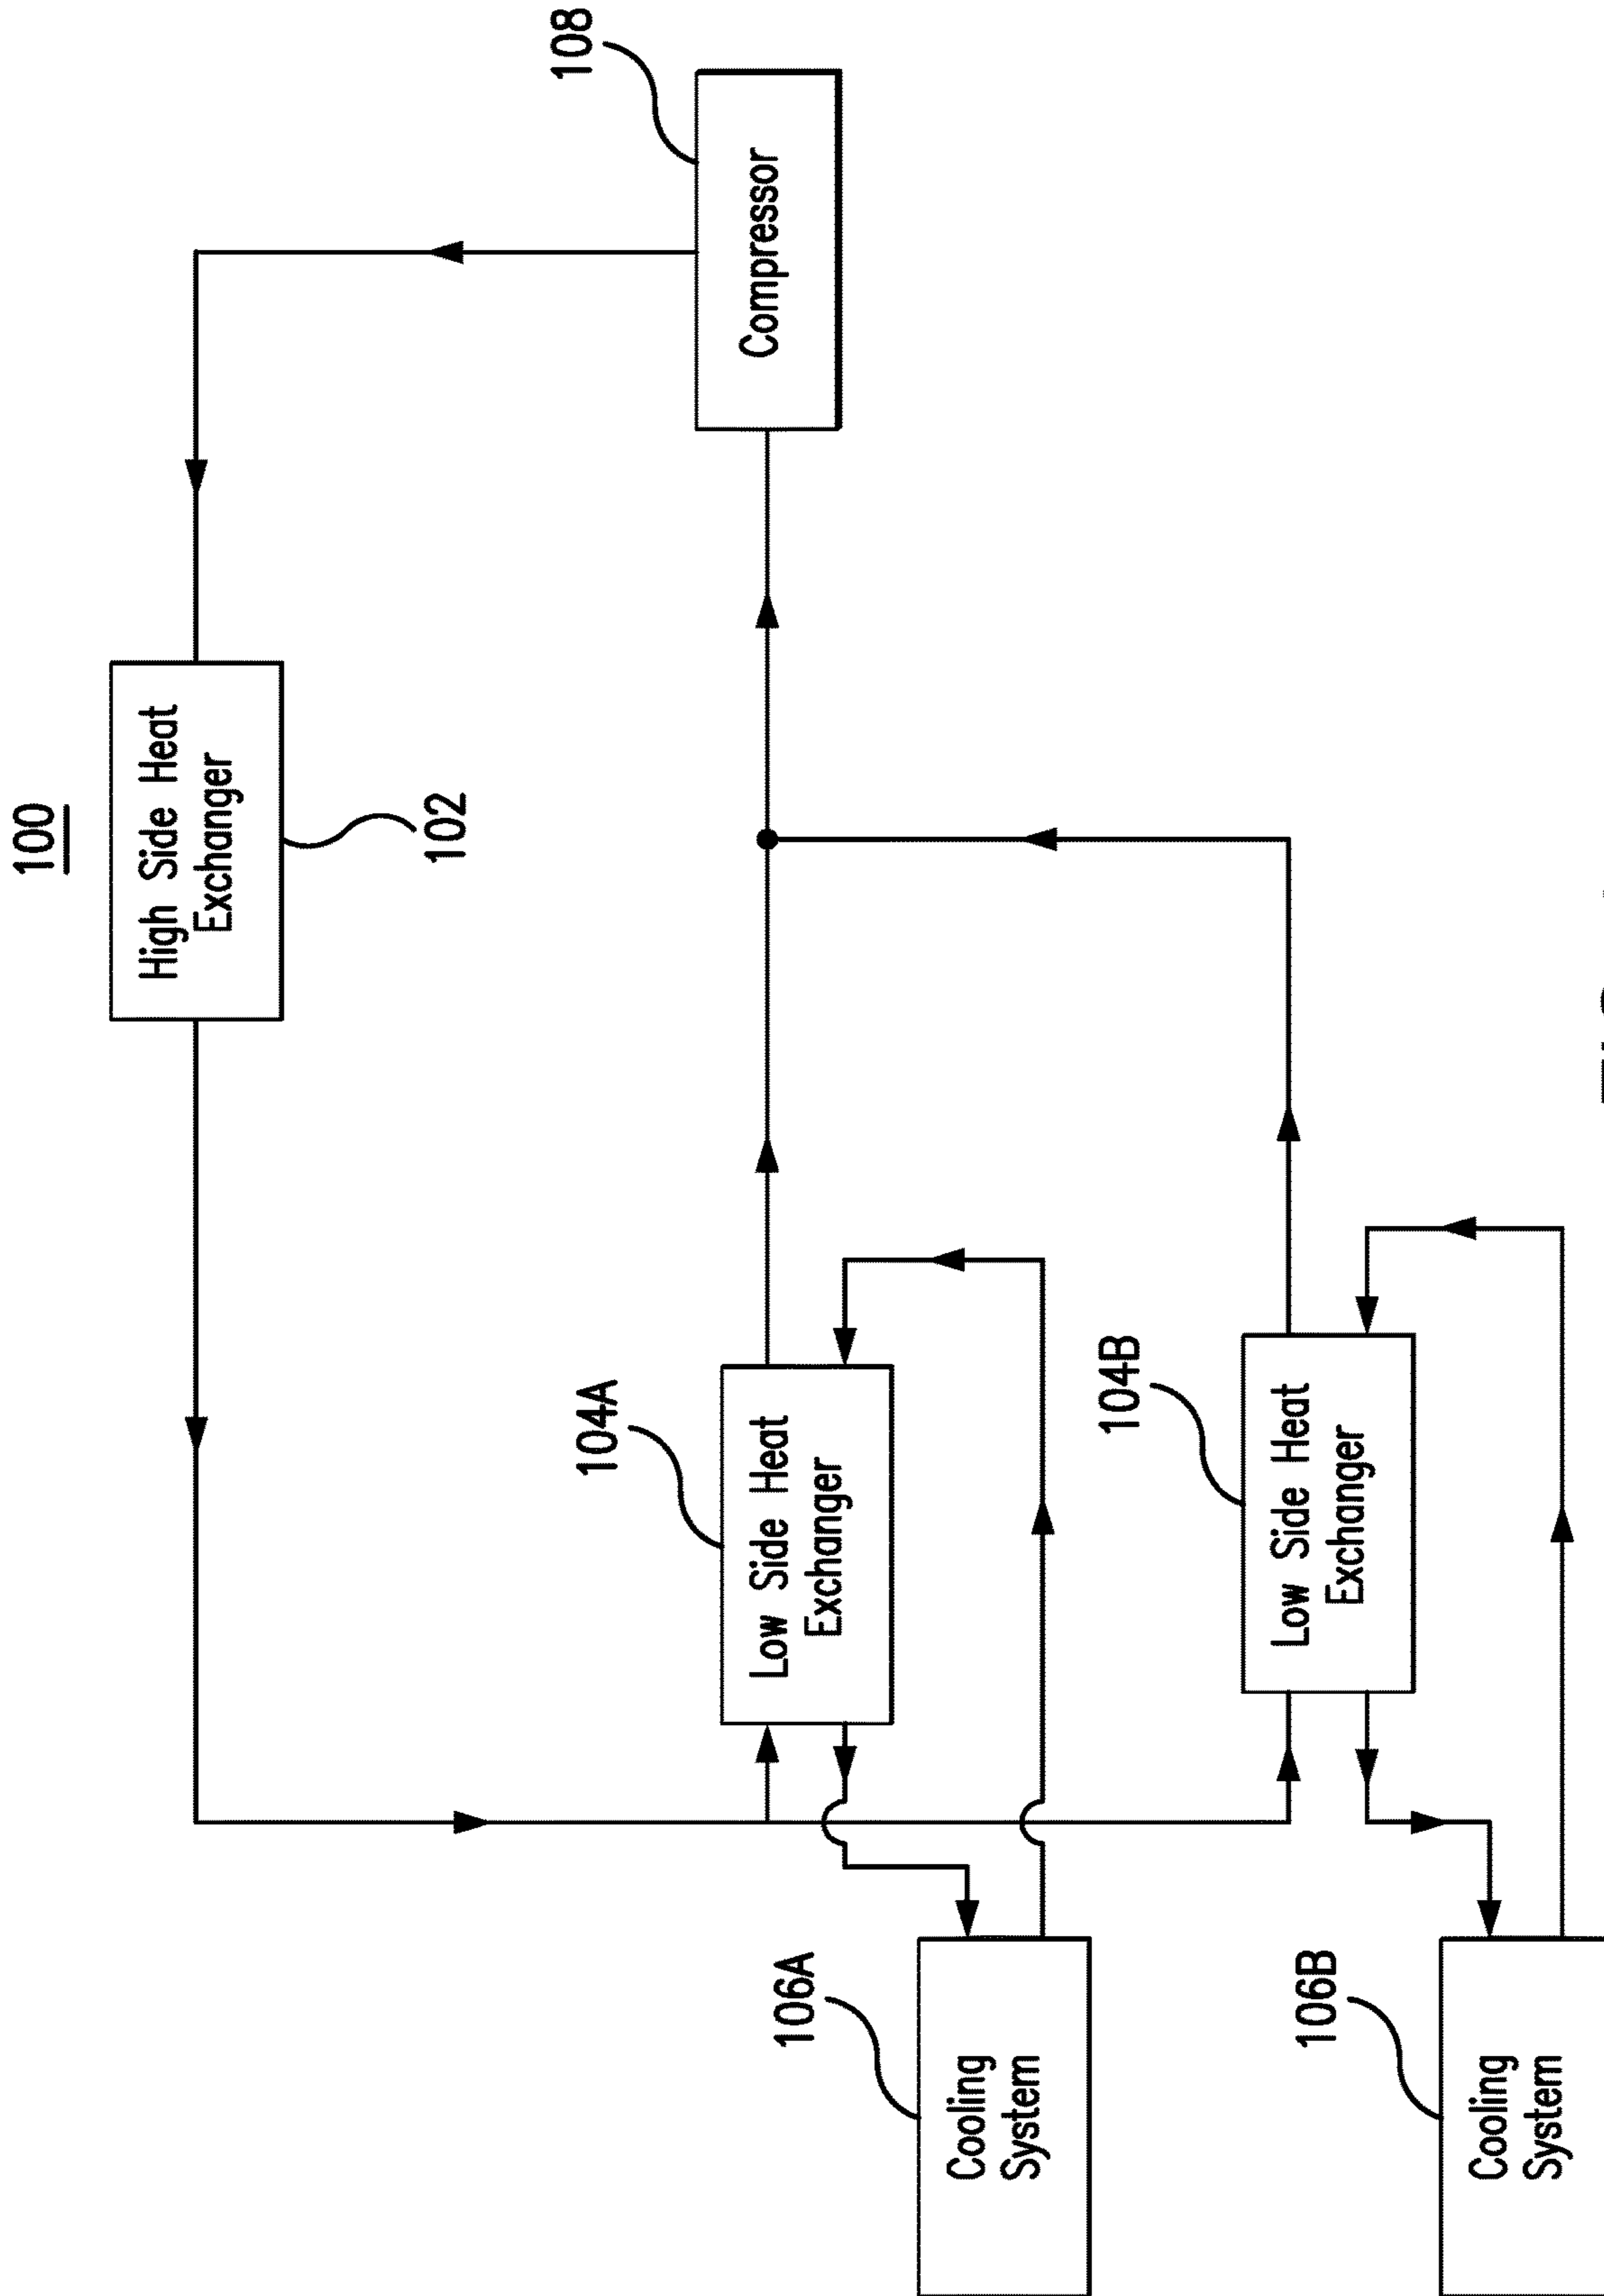 100
High Side Heat
Exchanger
102
108
Compressor
104A
Low Side Heat
Exchanger
104B
Low Side Heat
Exchanger
106A
Cooling
System
106B
Cooling
System